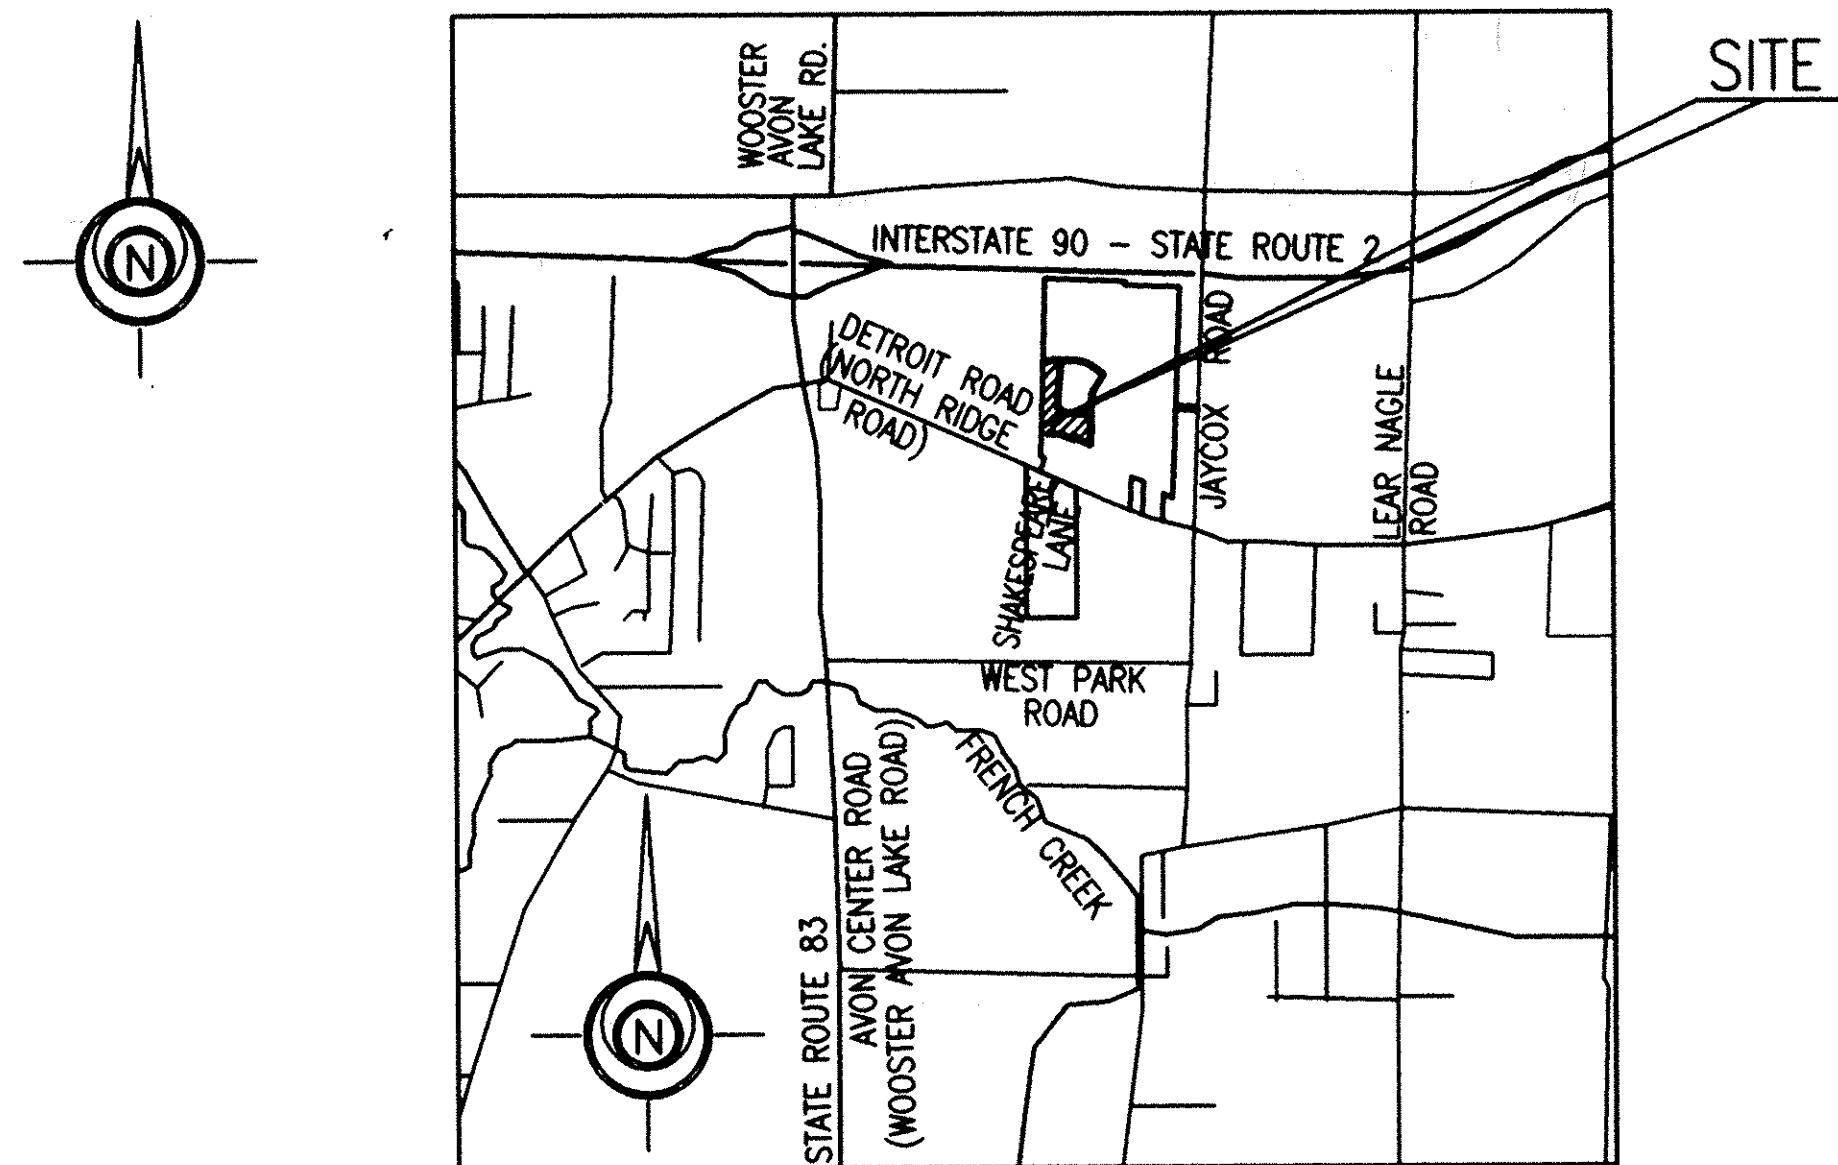 SITE
WOOSTER
AVON
LAKE RD.
INTERSTATE 90 - STATE ROUTE 2
N
DETROIT ROAD
(NORTH RIDGE
ROAD)
JAYCOX ROAD
LEAR NAGLE
ROAD
SHAKESPEARE
LANE
LANE
WEST PARK
ROAD
FRENCH CREEK
STATE ROUTE 83
AVON CENTER ROAD
(WOOSTER AVON LAKE ROAD)
N